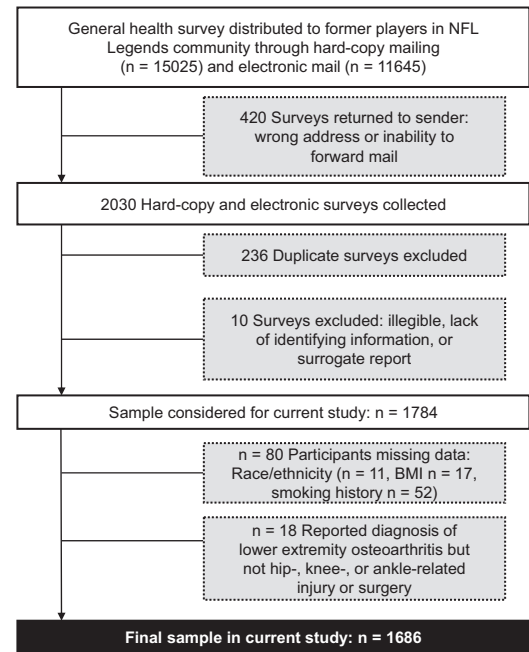 General health survey distributed to former players in NFL
Legends community through hard-copy mailing
(n = 15025) and electronic mail (n = 11645)
420 Surveys returned to sender:
wrong address or inability to
forward mail
2030 Hard-copy and electronic surveys collected
236 Duplicate surveys excluded
10 Surveys excluded: illegible, lack
of identifying information, or
surrogate report
Sample considered for current study: n = 1784
n = 80 Participants missing data:
Race/ethnicity (n = 11, BMI n = 17,
smoking history n = 52)
n = 18 Reported diagnosis of
lower extremity osteoarthritis but
not hip-, knee-, or ankle-related
injury or surgery
Final sample in current study: n = 1686